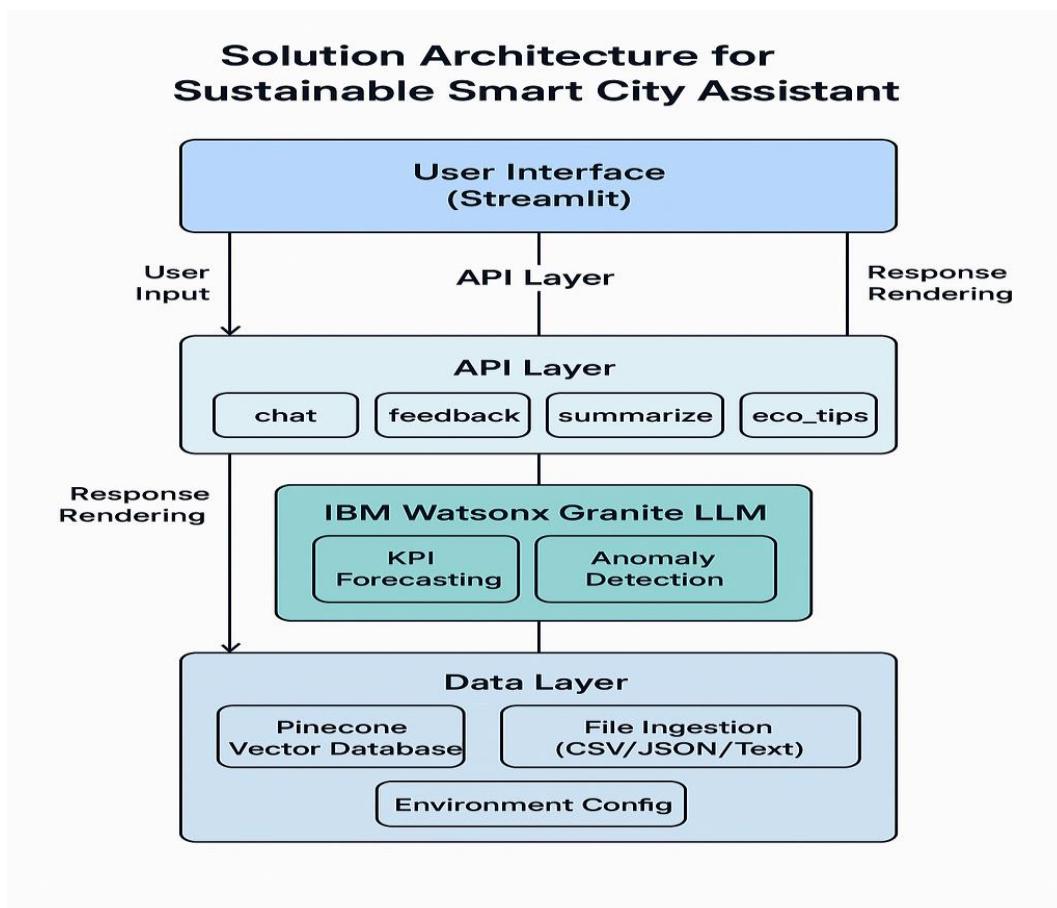 Solution Architecture for
Sustainable Smart City Assistant
User Interface
(Streamlit)
User
Input
API Layer
Response
Rendering
API Layer
chat
feedback
summarize
eco_tips
Response
Rendering
IBM Watsonx Granite LLM
KPI
Forecasting
Anomaly
Detection
Data Layer
Pinecone
Vector Database
File Ingestion
(CSV/JSON/Text)
Environment Config